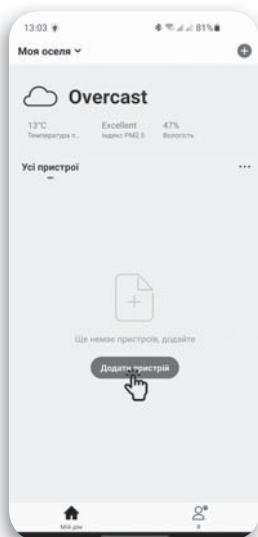 13:03 81%
Моя оселя
Overcast
13°C Excellent 47%
Температура п... Індекс PM2.5 Вологість
Усі пристрої ...
Ще немає пристроїв, додайте
Додати пристрій
Мій дім Я